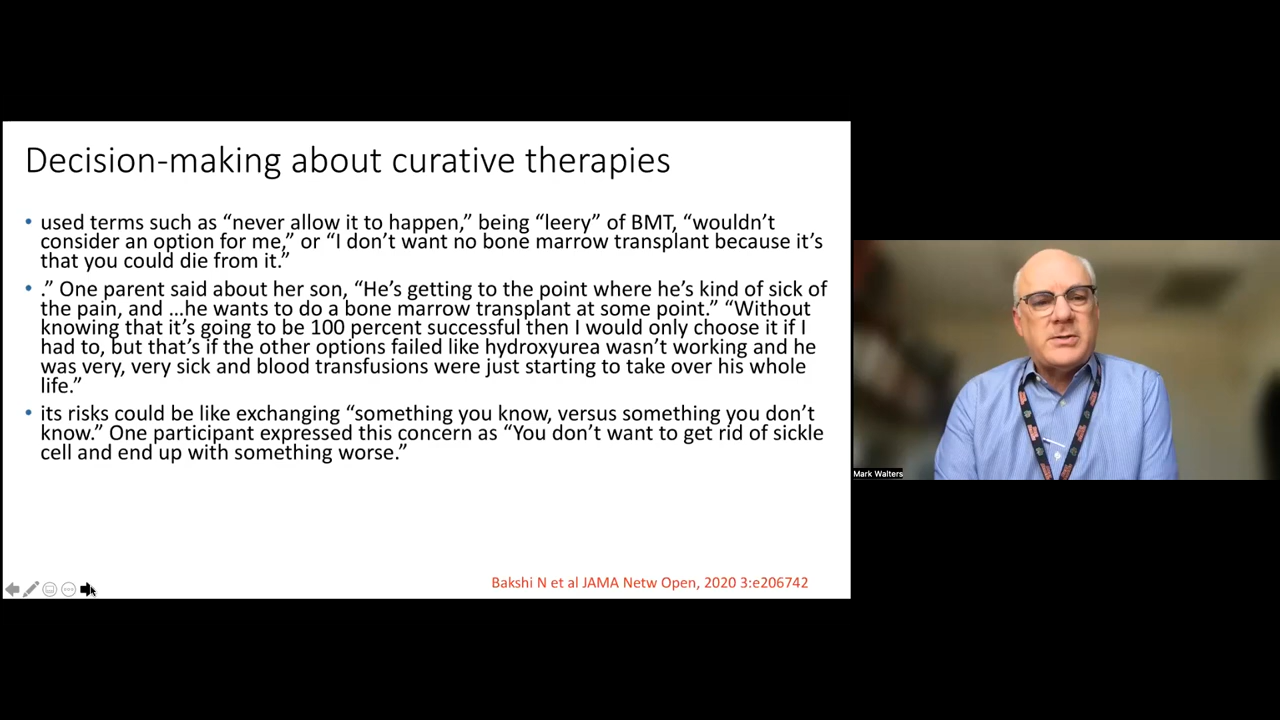 Decision-making about curative therapies
• used terms such as “never allow it to happen,” being “leery” of BMT, “wouldn’t
consider an option for me,” or “I don’t want no bone marrow transplant because it’s
that you could die from it.”
• .” One parent said about her son, “He’s getting to the point where he’s kind of sick of
the pain, and ...he wants to do a bone marrow transplant at some point.” “Without
knowing that it’s going to be 100 percent successful then I would only choose it if I
had to, but that’s if the other options failed like hydroxyurea wasn’t working and he
was very, very sick and blood transfusions were just starting to take over his whole
life.”
• its risks could be like exchanging “something you know, versus something you don’t
know.” One participant expressed this concern as “You don’t want to get rid of sickle
cell and end up with something worse.”
Bakshi N et al JAMA Netw Open, 2020 3:e206742
Mark Walters